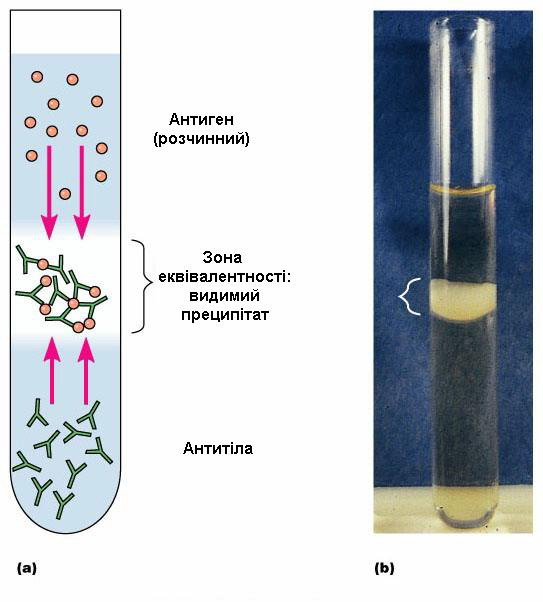 Антиген
(розчинний)
Зона
еквівалентності:
видимий
преципітат
Антитіла
(a)
(b)